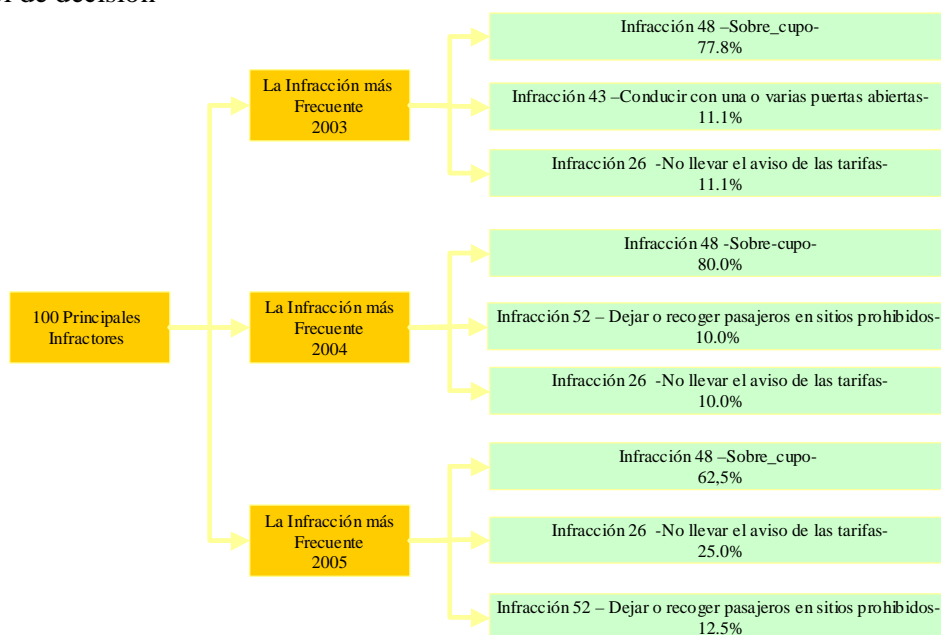 Infracción 48 –Sobre_cupo-
77.8%
La Infracción más
Frecuente
2003
Infracción 43 –Conducir con una o varias puertas abiertas-
11.1%
Infracción 26 -No llevar el aviso de las tarifas-
11.1%
100 Principales
Infractores
La Infracción más
Frecuente
2004
Infracción 48 -Sobre-cupo-
80.0%
Infracción 52 – Dejar o recoger pasajeros en sitios prohibidos-
10.0%
Infracción 26 -No llevar el aviso de las tarifas-
10.0%
La Infracción más
Frecuente
2005
Infracción 48 –Sobre_cupo-
62,5%
Infracción 26 -No llevar el aviso de las tarifas-
25.0%
Infracción 52 – Dejar o recoger pasajeros en sitios prohibidos-
12.5%